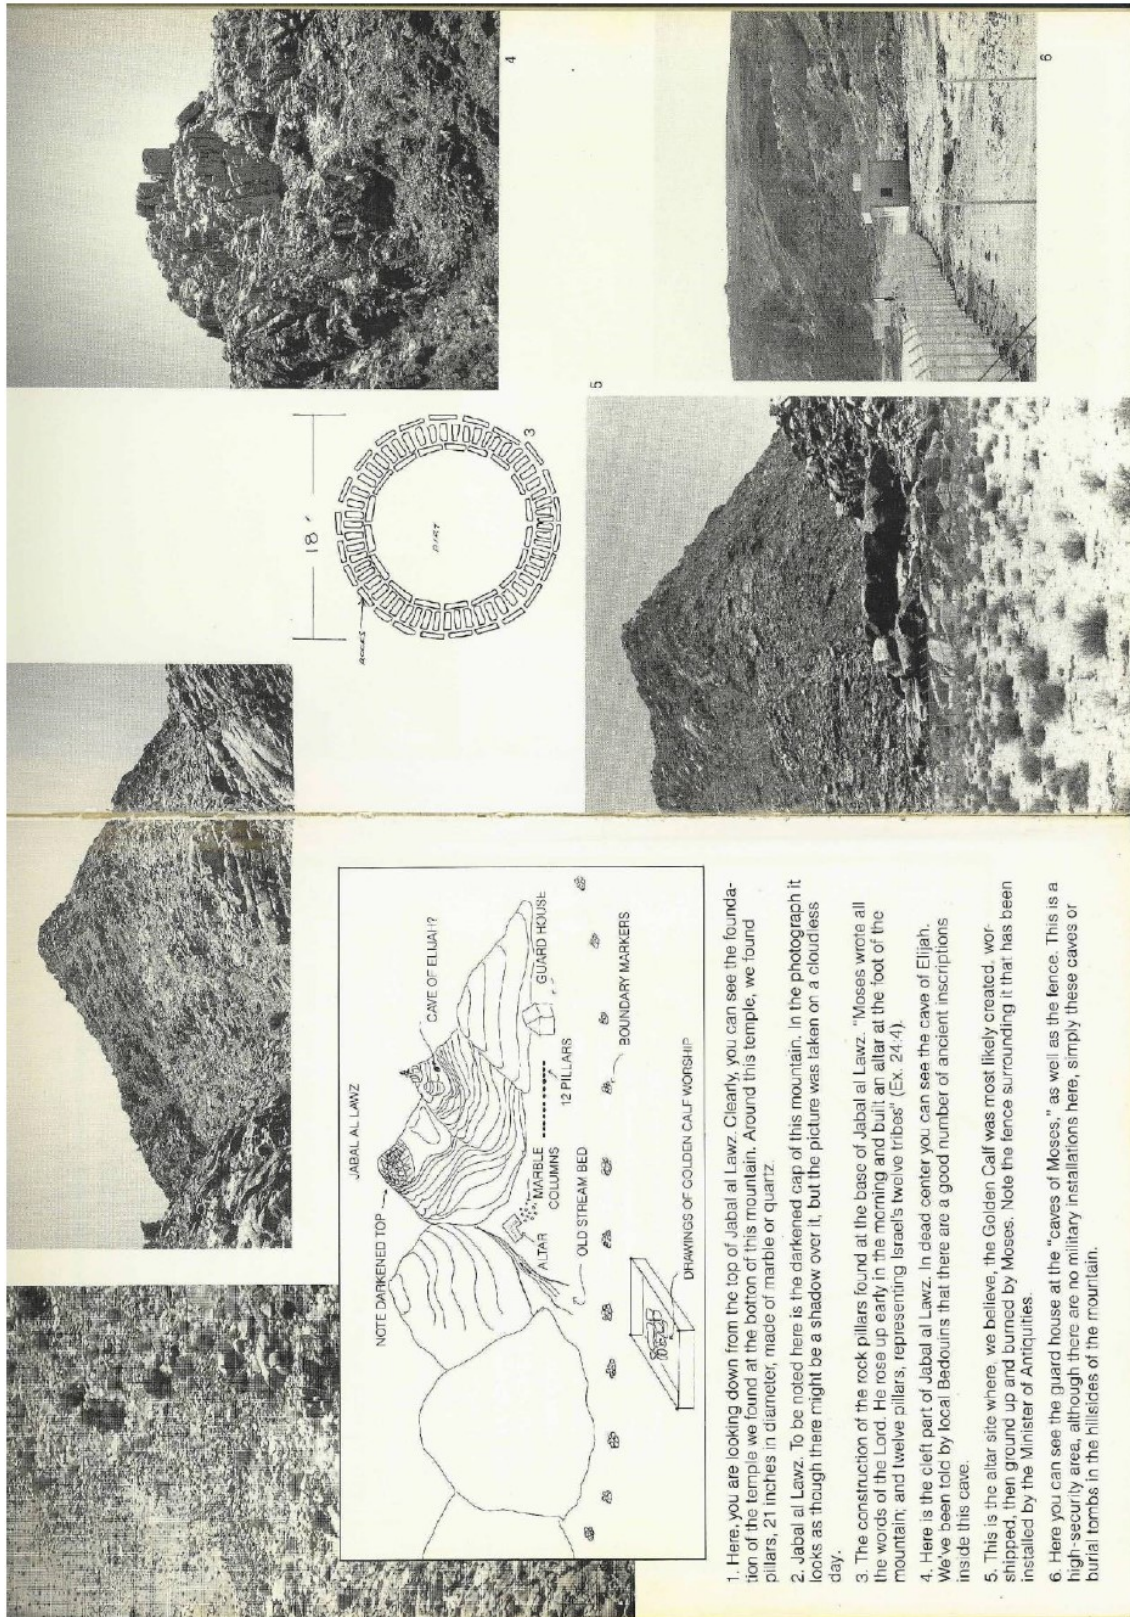 JABAL AL LAWZ
NOTE DARKENED TOP
CAVE OF ELIJAH?
GUARD HOUSE
ALTAR
MARBLE
COLUMNS
12 PILLARS
OLD STREAM BED
BOUNDARY MARKERS
DRAWINGS OF GOLDEN CALF WORSHIP
1. Here, you are looking down from the top of Jabal al Lawz. Clearly, you can see the founda-
tion of the temple we found at the bottom of this mountain. Around this temple, we found
pillars, 21 inches in diameter, made of marble or quartz.
2. Jabal al Lawz. To be noted here is the darkened cap of this mountain. In the photograph it
looks as though there might be a shadow over it, but the picture was taken on a cloudless
day.
3. The construction of the rock pillars found at the base of Jabal al Lawz. "Moses wrote all
the words of the Lord. He rose up early in the morning and built an altar at the foot of the
mountain; and twelve pillars, representing Israel's twelve tribes" (Ex. 24:4).
4. Here is the cleft part of Jabal al Lawz. In dead center you can see the cave of Elijah.
We've been told by local Bedouins that there are a good number of ancient inscriptions
inside this cave.
5. This is the altar site where, we believe, the Golden Calf was most likely created, wor-
shipped, then ground up and burned by Moses. Note the fence surrounding it that has been
installed by the Minister of Antiquities.
6. Here you can see the guard house at the "caves of Moses," as well as the fence. This is a
high-security area, although there are no military installations here, simply these caves or
burial tombs in the hillsides of the mountain.
18'
ROCKS
DIRT
3
4
5
6